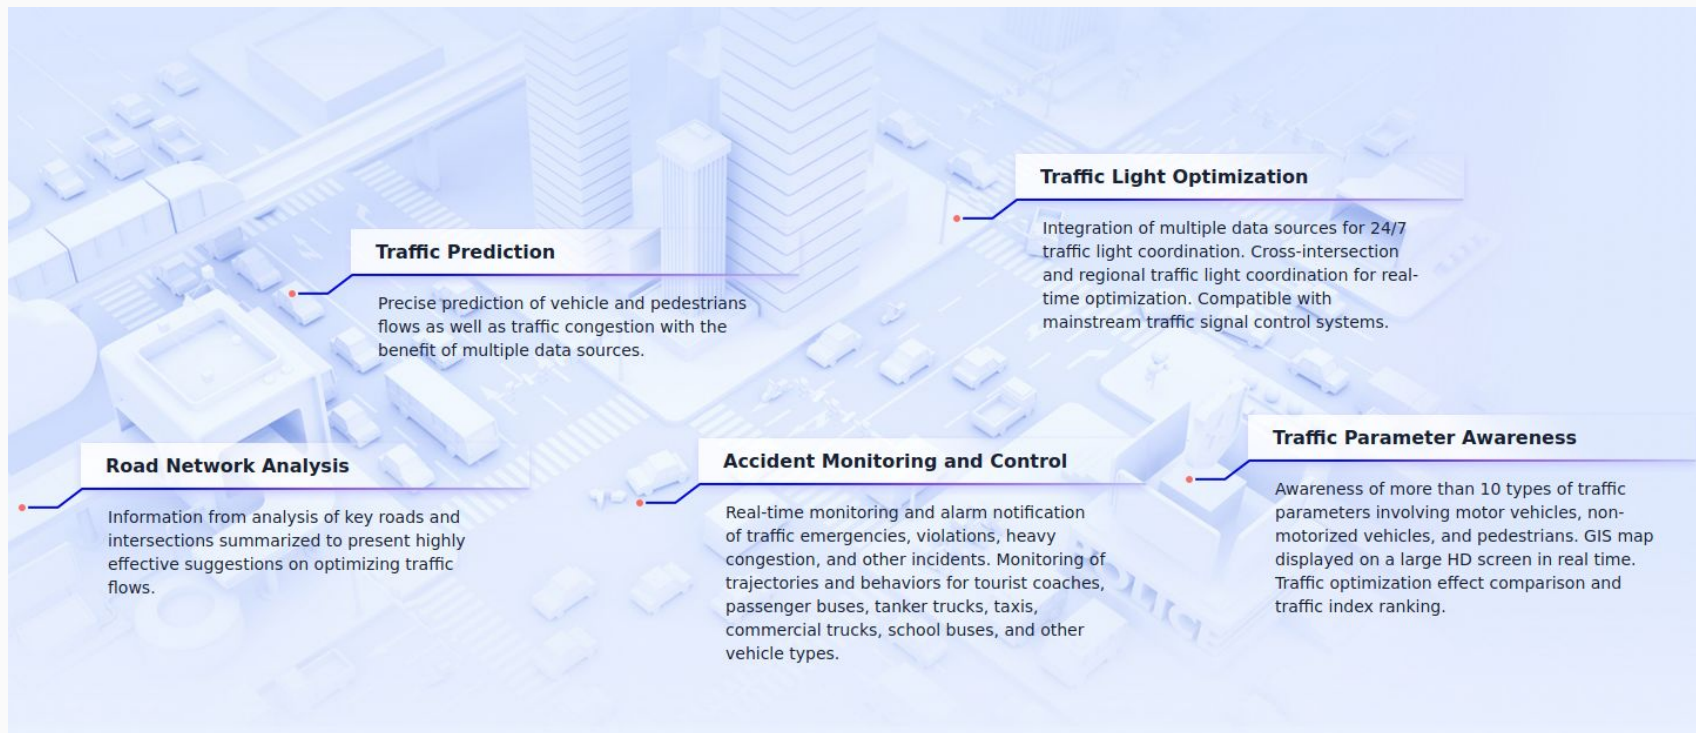 Traffic Light Optimization
Integration of multiple data sources for 24/7
traffic light coordination. Cross-intersection
and regional traffic light coordination for real-
time optimization. Compatible with
mainstream traffic signal control systems.
Traffic Prediction
Precise prediction of vehicle and pedestrians
flows as well as traffic congestion with the
benefit of multiple data sources.
Road Network Analysis
Information from analysis of key roads and
intersections summarized to present highly
effective suggestions on optimizing traffic
flows.
Accident Monitoring and Control
Real-time monitoring and alarm notification
of traffic emergencies, violations, heavy
congestion, and other incidents. Monitoring of
trajectories and behaviors for tourist coaches,
passenger buses, tanker trucks, taxis,
commercial trucks, school buses, and other
vehicle types.
Traffic Parameter Awareness
Awareness of more than 10 types of traffic
parameters involving motor vehicles, non-
motorized vehicles, and pedestrians. GIS map
displayed on a large HD screen in real time.
Traffic optimization effect comparison and
traffic index ranking.
POLICE